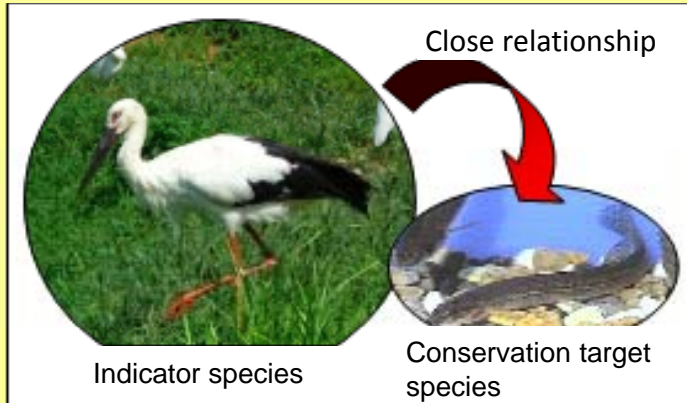 Close relationship
Indicator species
Conservation target
species